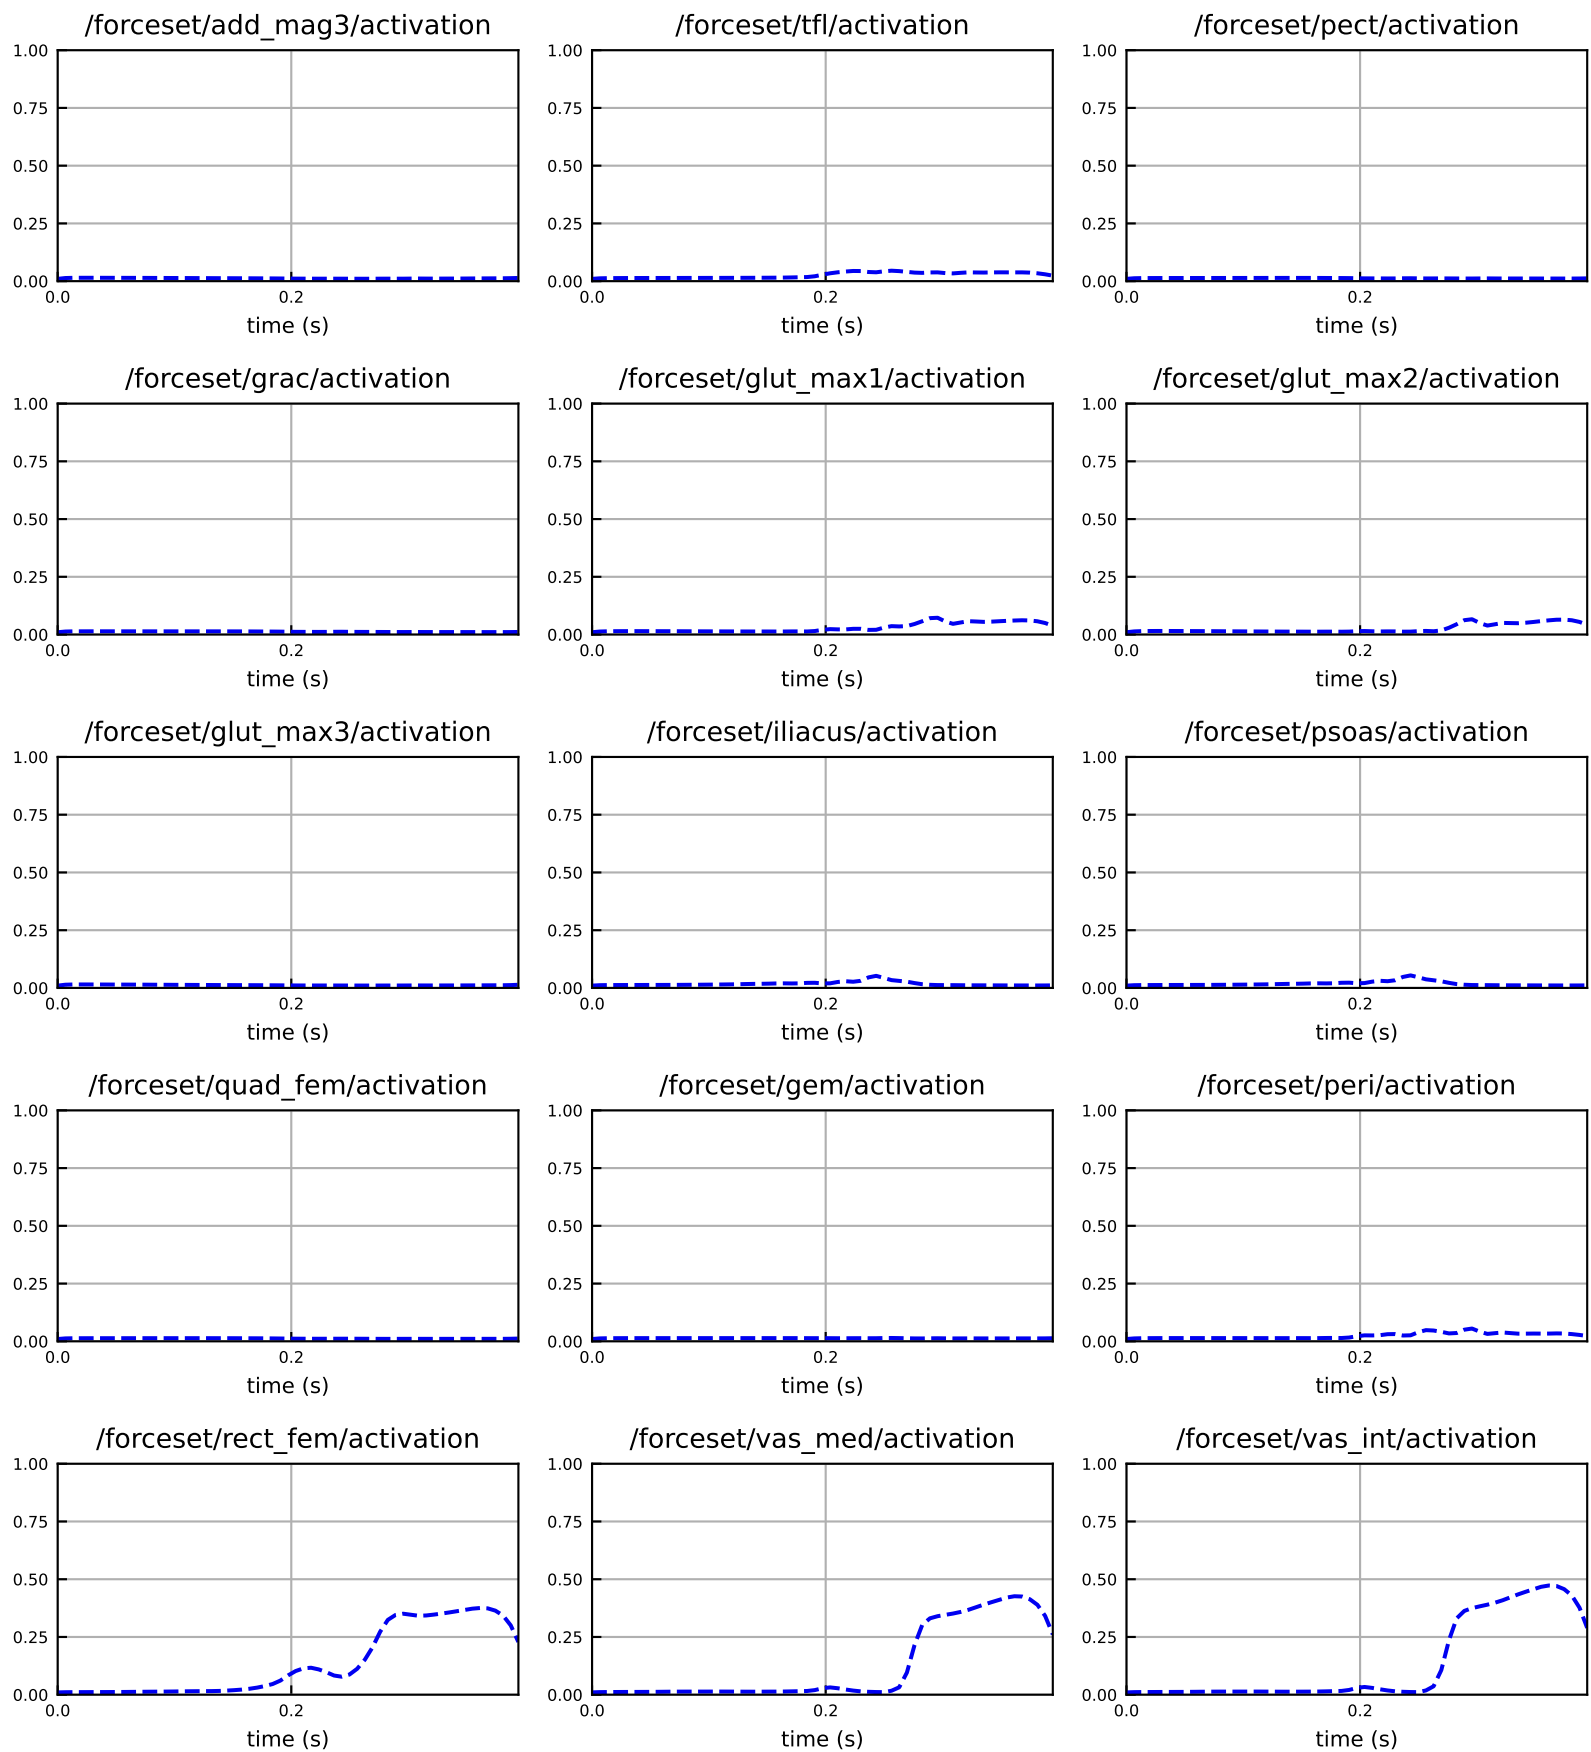 /forceset/add_mag3/activation /forceset/tfl/activation /forceset/pect/activation
1.00 1.00 1.00
0.75 0.75 0.75
0.50 0.50 0.50
0.25 0.25 0.25
0.00 0.00 0.00
0.0 0.2 0.0 0.2 0.0 0.2
time (s) time (s) time (s)
/forceset/grac/activation /forceset/glut_max1/activation /forceset/glut_max2/activation
1.00 1.00 1.00
0.75 0.75 0.75
0.50 0.50 0.50
0.25 0.25 0.25
0.00 0.00 0.00
0.0 0.2 0.0 0.2 0.0 0.2
time (s) time (s) time (s)
/forceset/glut_max3/activation /forceset/iliacus/activation /forceset/psoas/activation
1.00 1.00 1.00
0.75 0.75 0.75
0.50 0.50 0.50
0.25 0.25 0.25
0.00 0.00 0.00
0.0 0.2 0.0 0.2 0.0 0.2
time (s) time (s) time (s)
/forceset/quad_fem/activation /forceset/gem/activation /forceset/peri/activation
1.00 1.00 1.00
0.75 0.75 0.75
0.50 0.50 0.50
0.25 0.25 0.25
0.00 0.00 0.00
0.0 0.2 0.0 0.2 0.0 0.2
time (s) time (s) time (s)
/forceset/rect_fem/activation /forceset/vas_med/activation /forceset/vas_int/activation
1.00 1.00 1.00
0.75 0.75 0.75
0.50 0.50 0.50
0.25 0.25 0.25
0.00 0.00 0.00
0.0 0.2 0.0 0.2 0.0 0.2
time (s) time (s) time (s)